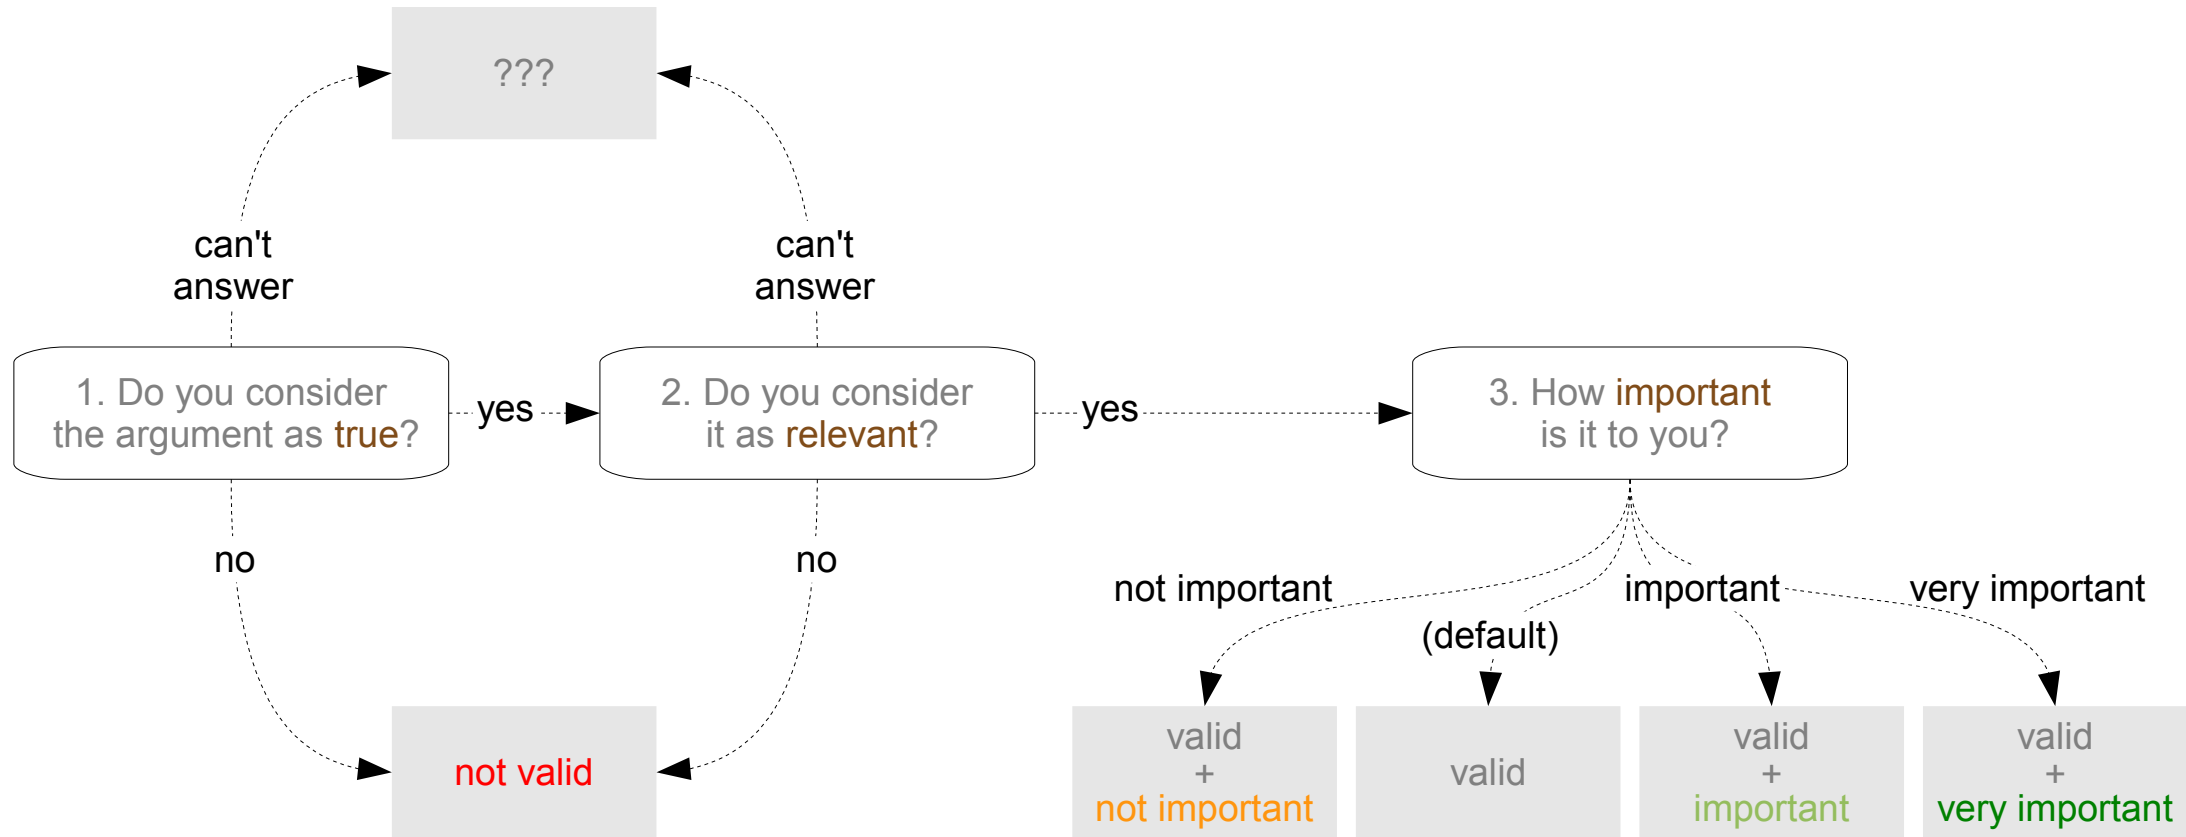 ???
can't
answer
can't
answer
1. Do you consider
the argument as true?
yes
2. Do you consider
it as relevant?
yes
3. How important
is it to you?
no
no
not important
(default)
important
very important
not valid
valid
+
not important
valid
valid
+
important
valid
+
very important